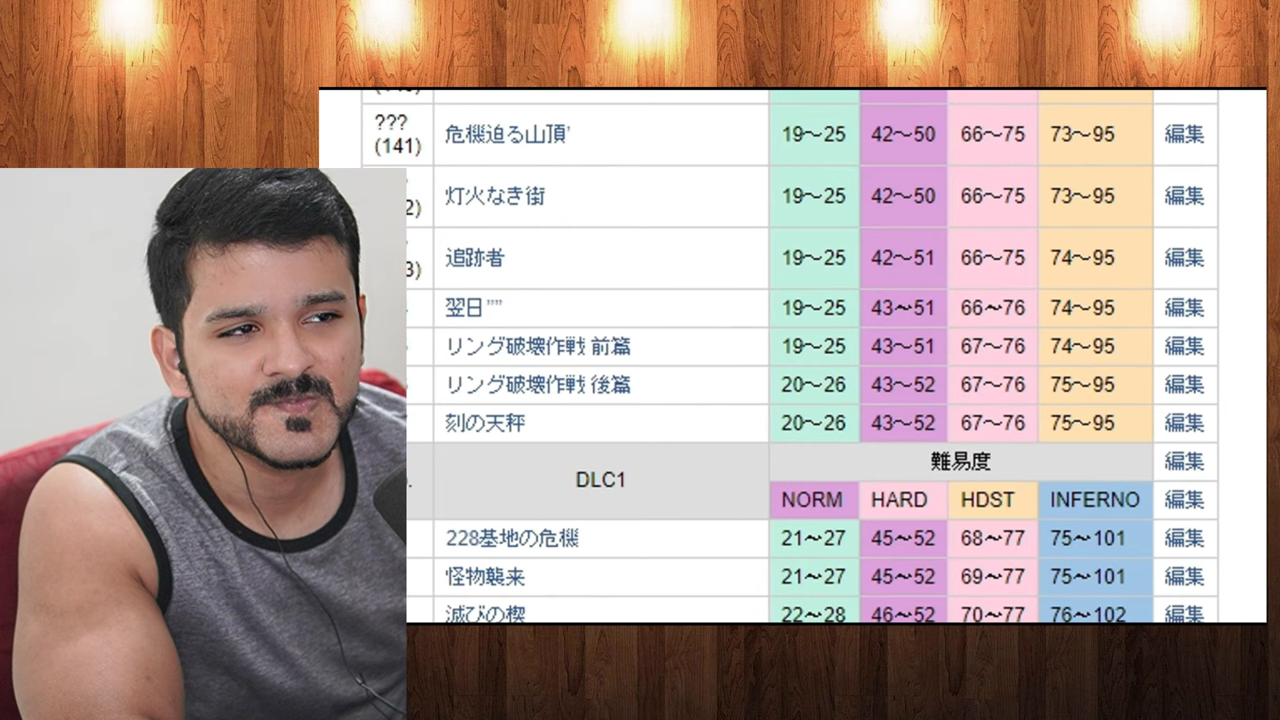 ???
(141) 危機迫る山頂' 19～25 42～50 66～75 73～95 編集
2) 灯火なき街 19～25 42～50 66～75 73～95 編集
3) 追跡者 19～25 42～51 66～75 74～95 編集
翌日"" 19～25 43～51 66～76 74～95 編集
リング破壊作戦 前篇 19～25 43～51 67～76 74～95 編集
リング破壊作戦 後篇 20～26 43～52 67～76 75～95 編集
刻の天秤 20～26 43～52 67～76 75～95 編集
DLC1 難易度 編集
NORM HARD HDST INFERNO 編集
228基地の危機 21～27 45～52 68～77 75～101 編集
怪物襲来 21～27 45～52 69～77 75～101 編集
滅びの楔 22～28 46～52 70～77 76～102 編集